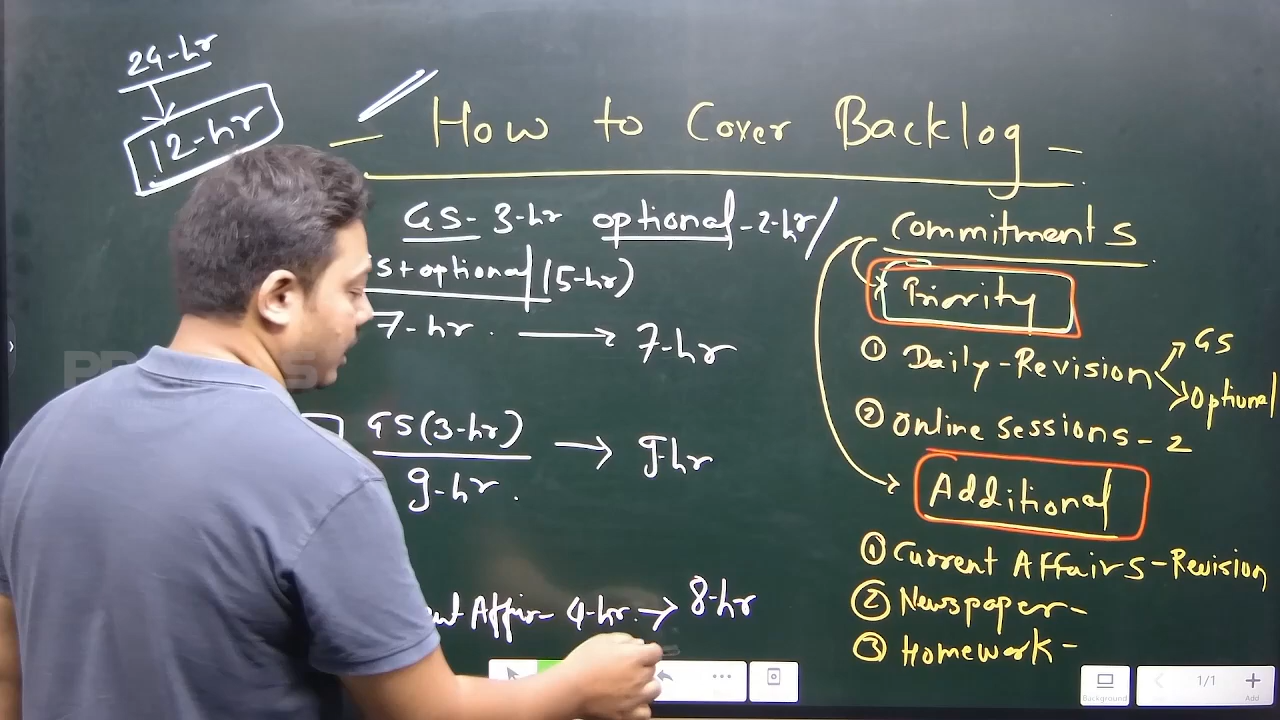 24-hr
12-hr
- How to Cover Backlog -
GS - 3-hr optional - 2-hr/
S + optional (5-hr)
7-hr. → 7-hr
GS (3-hr) → 9-hr
9-hr.
Affair - 4-hr. → 8-hr
Commitments
Priority
① Daily-Revision
GS
Optional
② Online Sessions - 2
Additional
① Current Affairs - Revision
② Newspaper -
③ Homework -
Background
1/1
Add